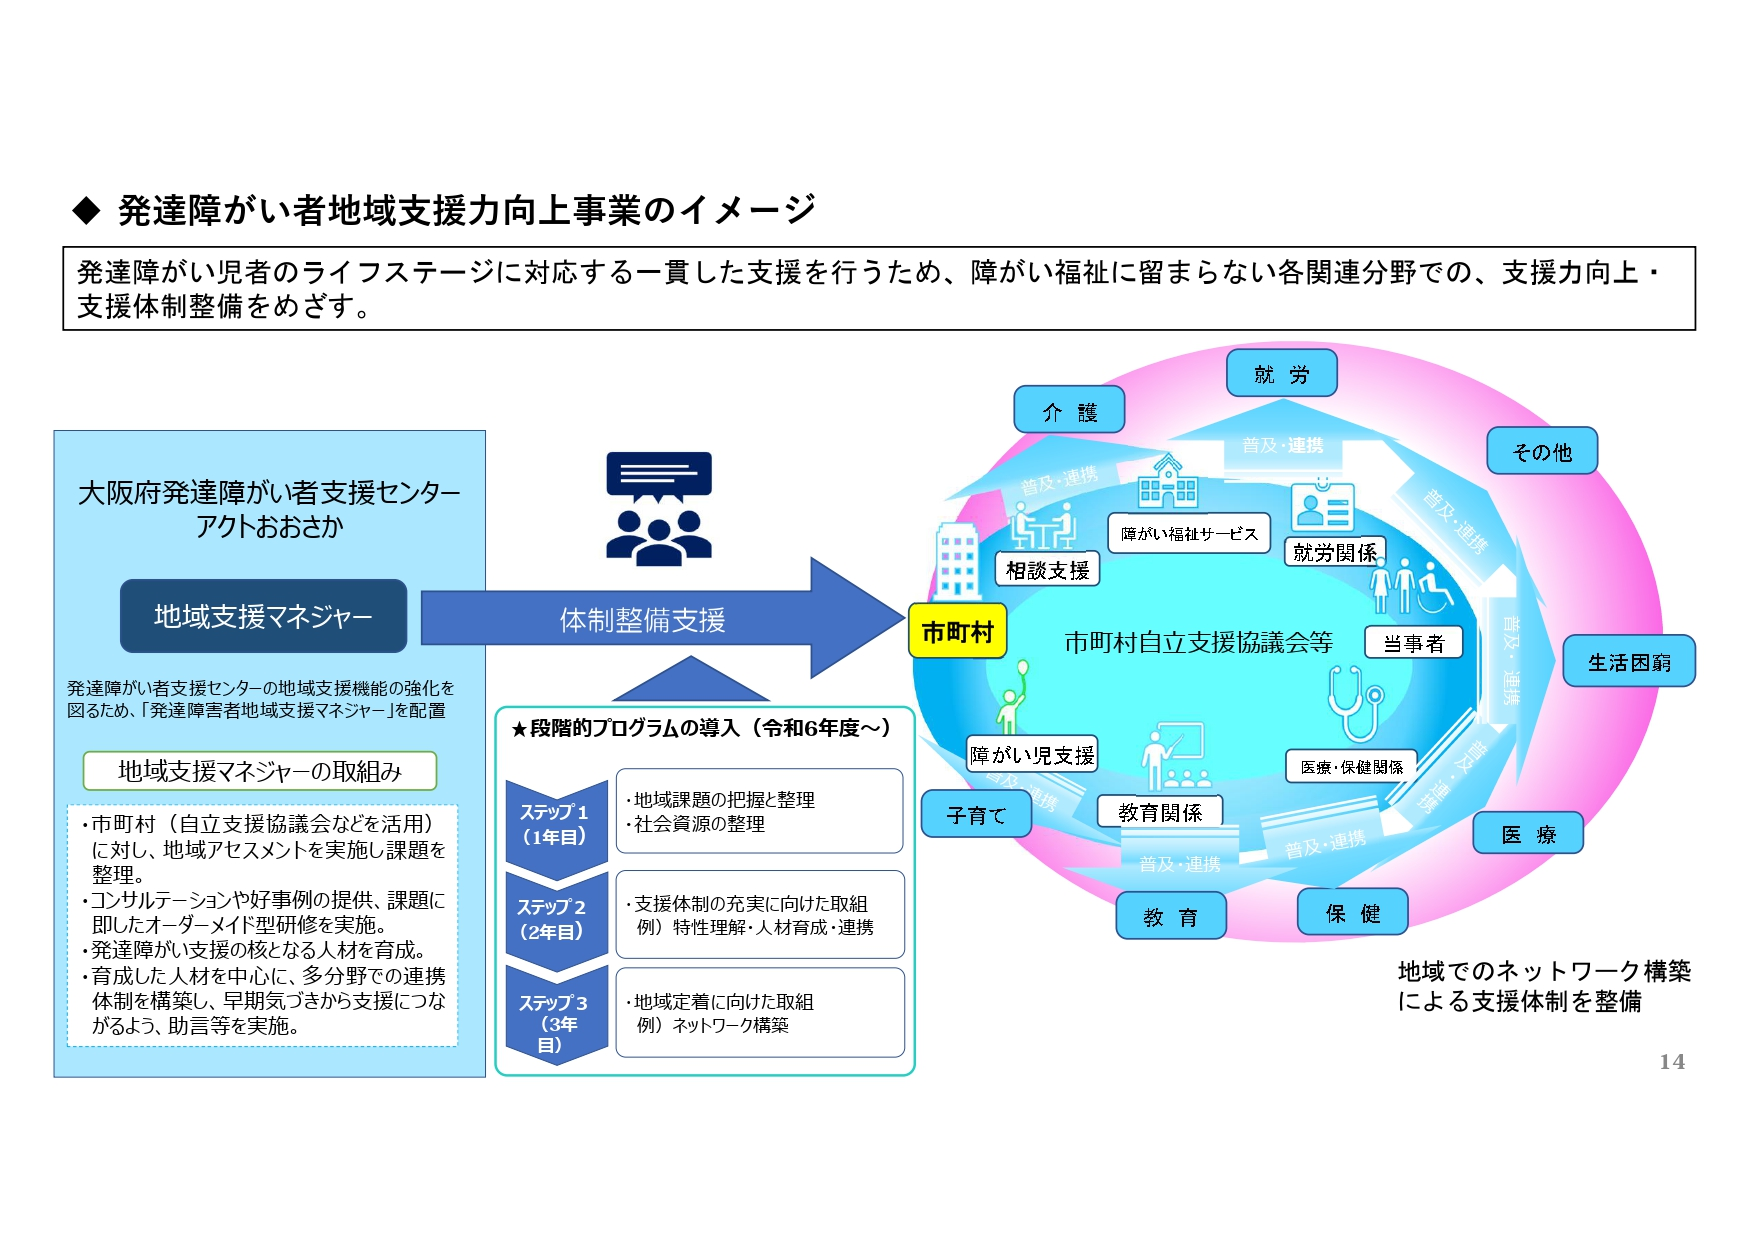 ◆ 発達障がい者地域支援力向上事業のイメージ
発達障がい児者のライフステージに対応する一貫した支援を行うため、障がい福祉に留まらない各関連分野での、支援力向上・
支援体制整備をめざす。
大阪府発達障がい者支援センター
アクトおおさか
地域支援マネジャー
発達障がい者支援センターの地域支援機能の強化を
図るため、「発達障害者地域支援マネジャー」を配置
地域支援マネジャーの取組み
・市町村（自立支援協議会などを活用）
に対し、地域アセスメントを実施し課題を
整理。
・コンサルテーションや好事例の提供、課題に
即したオーダーメイド型研修を実施。
・発達障がい支援の核となる人材を育成。
・育成した人材を中心に、多分野での連携
体制を構築し、早期気づきから支援につな
がるよう、助言等を実施。
体制整備支援
★段階的プログラムの導入（令和6年度～）
ステップ１
（1年目）
・地域課題の把握と整理
・社会資源の整理
ステップ２
（2年目）
・支援体制の充実に向けた取組
例）特性理解・人材育成・連携
ステップ３
（3年
目）
・地域定着に向けた取組
例）ネットワーク構築
就 労
介 護
その他
普及・連携
普及・連携
普及・連携
障がい福祉サービス
就労関係
相談支援
市町村
市町村自立支援協議会等
当事者
普及・連携
生活困窮
障がい児支援
医療・保健関係
普及・連携
普及・連携
子育て
教育関係
医 療
普及・連携
普及・連携
教 育
保 健
地域でのネットワーク構築
による支援体制を整備
14